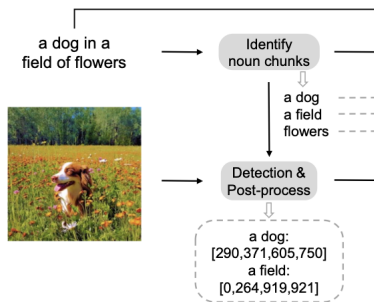 a dog in a
field of flowers
Identify
noun chunks
a dog
a field
flowers
Detection &
Post-process
a dog:
[290,371,605,750]
a field:
[0,264,919,921]